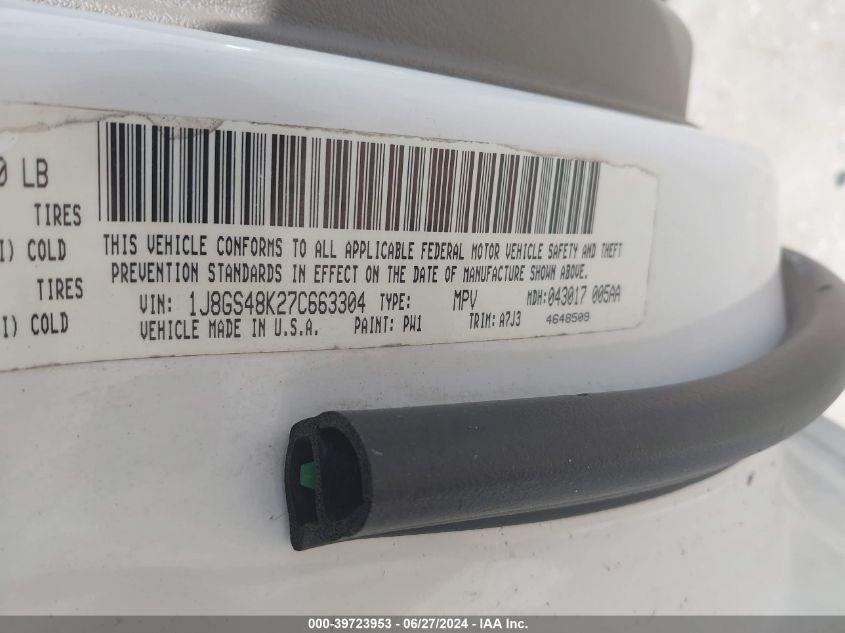 0 LB
TIRES
I) COLD
TIRES
I) COLD
THIS VEHICLE CONFORMS TO ALL APPLICABLE FEDERAL MOTOR VEHICLE SAFETY AND THEFT
PREVENTION STANDARDS IN EFFECT ON THE DATE OF MANUFACTURE SHOWN ABOVE.
VIN: 1J8GS48K27C663304 TYPE: MPV MDH:043017 005AA
VEHICLE MADE IN U.S.A. PAINT: PW1 TRIM: A7J3 4648509
000-39723953 - 06/27/2024 - IAA Inc.